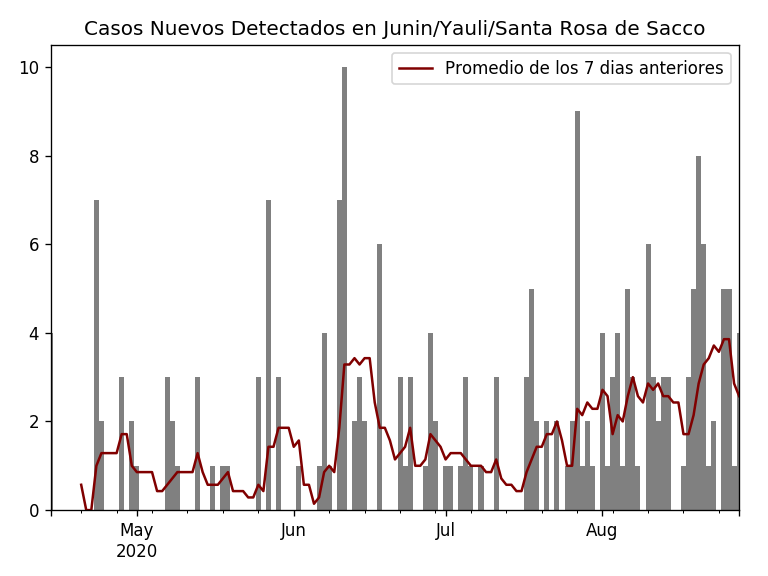 Casos Nuevos Detectados en Junin/Yauli/Santa Rosa de Sacco
Promedio de los 7 dias anteriores
10
8
6
4
2
0
May Jun Jul Aug
2020